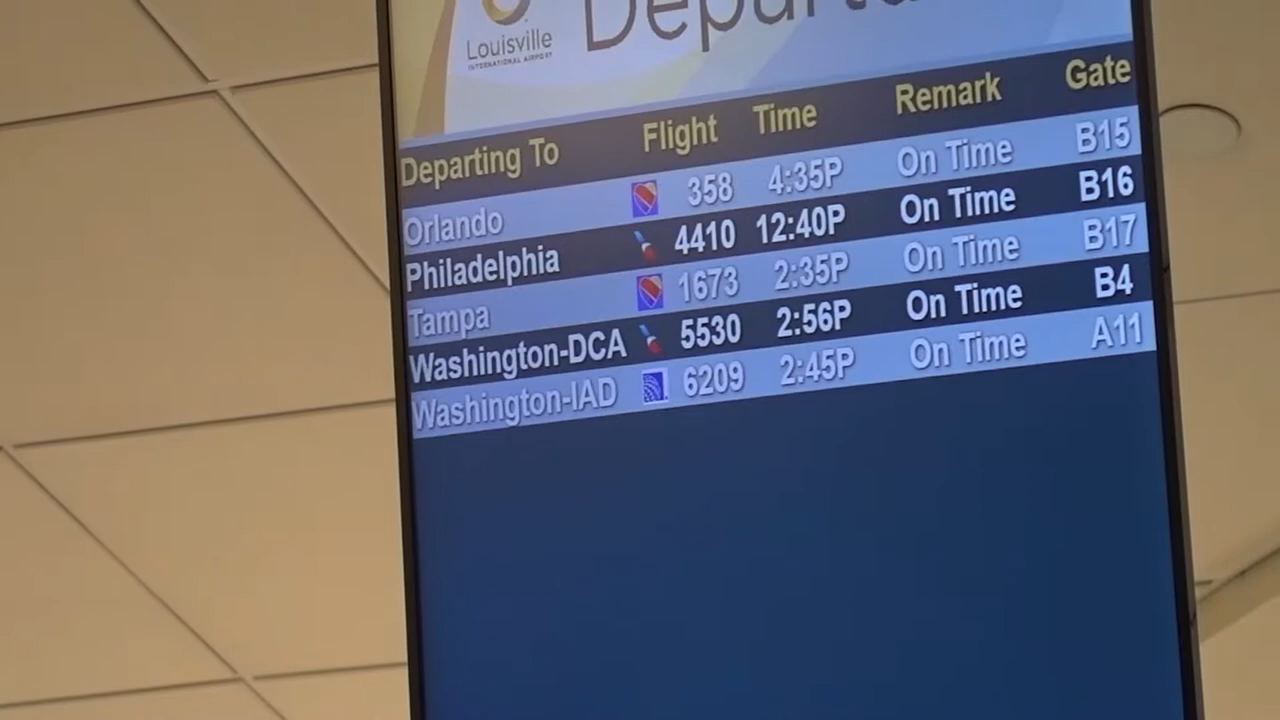 Louisville
INTERNATIONAL AIRPORT
Departing To Flight Time Remark Gate
Orlando 358 4:35P On Time B15
Philadelphia 4410 12:40P On Time B16
Tampa 1673 2:35P On Time B17
Washington-DCA 5530 2:56P On Time B4
Washington-IAD 6209 2:45P On Time A11